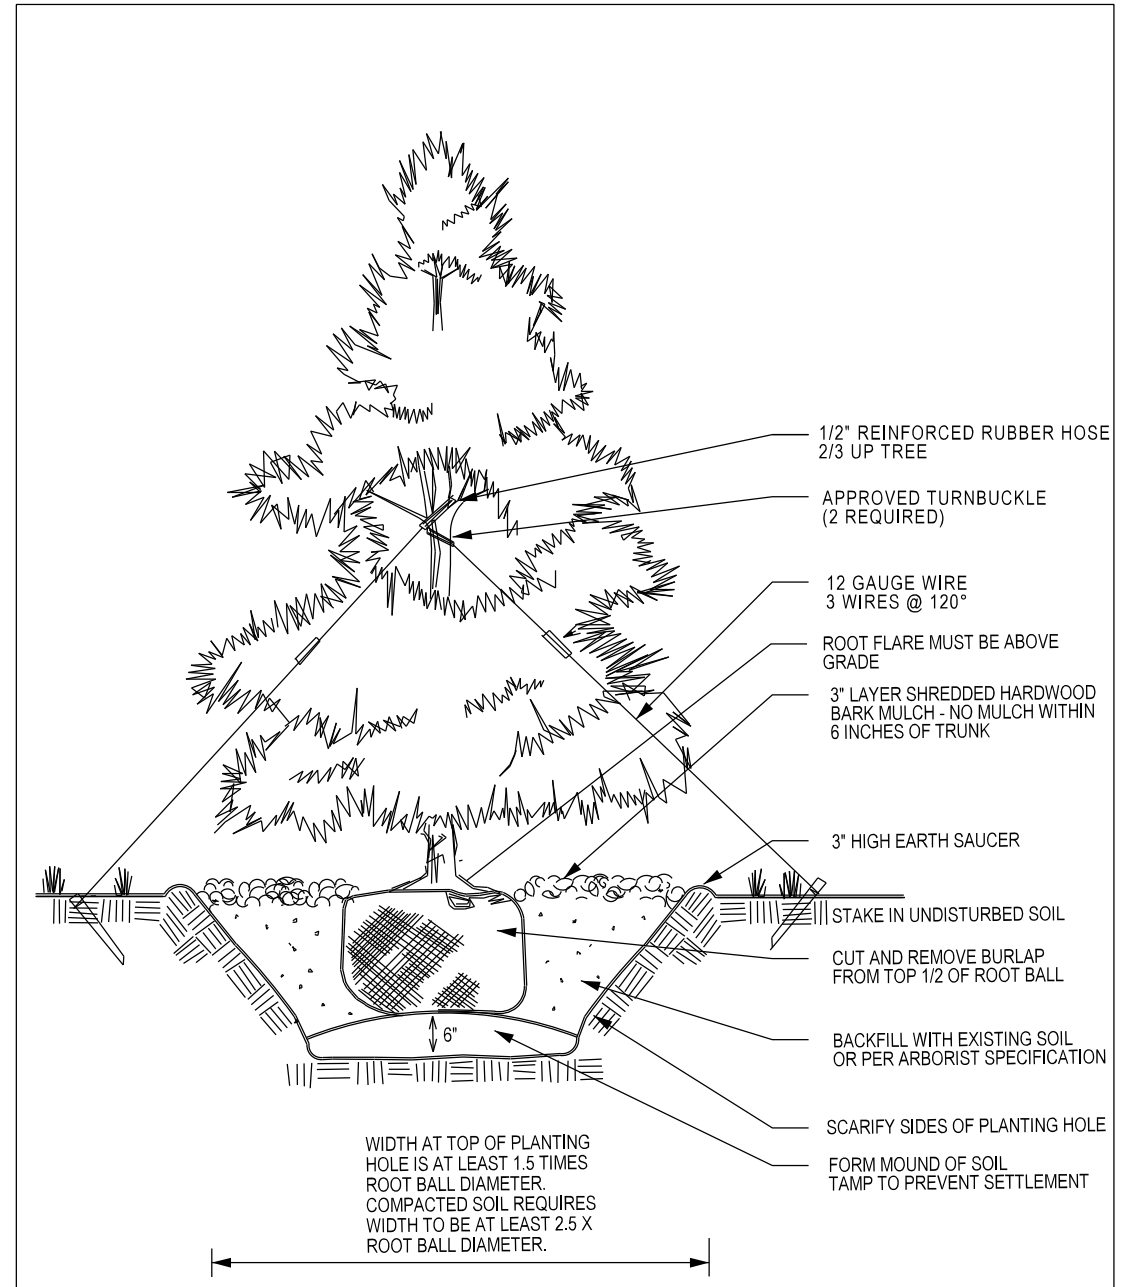 1/2" REINFORCED RUBBER HOSE
2/3 UP TREE
APPROVED TURNBUCKLE
(2 REQUIRED)
12 GAUGE WIRE
3 WIRES @ 120°
ROOT FLARE MUST BE ABOVE
GRADE
3" LAYER SHREDDED HARDWOOD
BARK MULCH - NO MULCH WITHIN
6 INCHES OF TRUNK
3" HIGH EARTH SAUCER
STAKE IN UNDISTURBED SOIL
CUT AND REMOVE BURLAP
FROM TOP 1/2 OF ROOT BALL
6"
BACKFILL WITH EXISTING SOIL
OR PER ARBORIST SPECIFICATION
SCARIFY SIDES OF PLANTING HOLE
FORM MOUND OF SOIL
TAMP TO PREVENT SETTLEMENT
WIDTH AT TOP OF PLANTING
HOLE IS AT LEAST 1.5 TIMES
ROOT BALL DIAMETER.
COMPACTED SOIL REQUIRES
WIDTH TO BE AT LEAST 2.5 X
ROOT BALL DIAMETER.